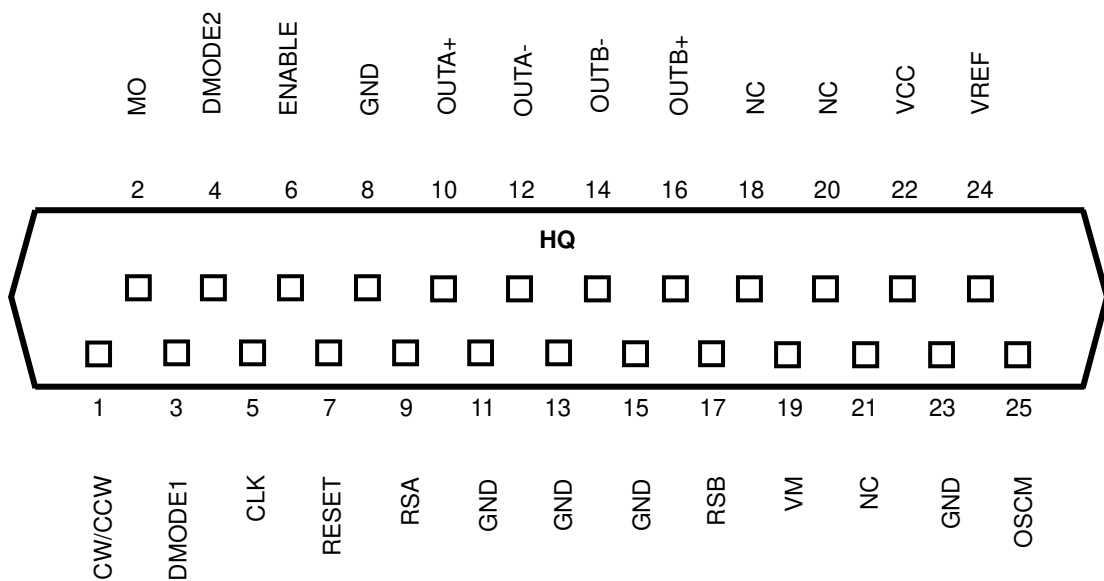 MO DMODE2 ENABLE GND OUTA+ OUTA- OUTB- OUTB+ NC NC VCC VREF
2 4 6 8 10 12 14 16 18 20 22 24
HQ
1 3 5 7 9 11 13 15 17 19 21 23 25
CW/CCW DMODE1 CLK RESET RSA GND GND GND RSB VM NC GND OSCM